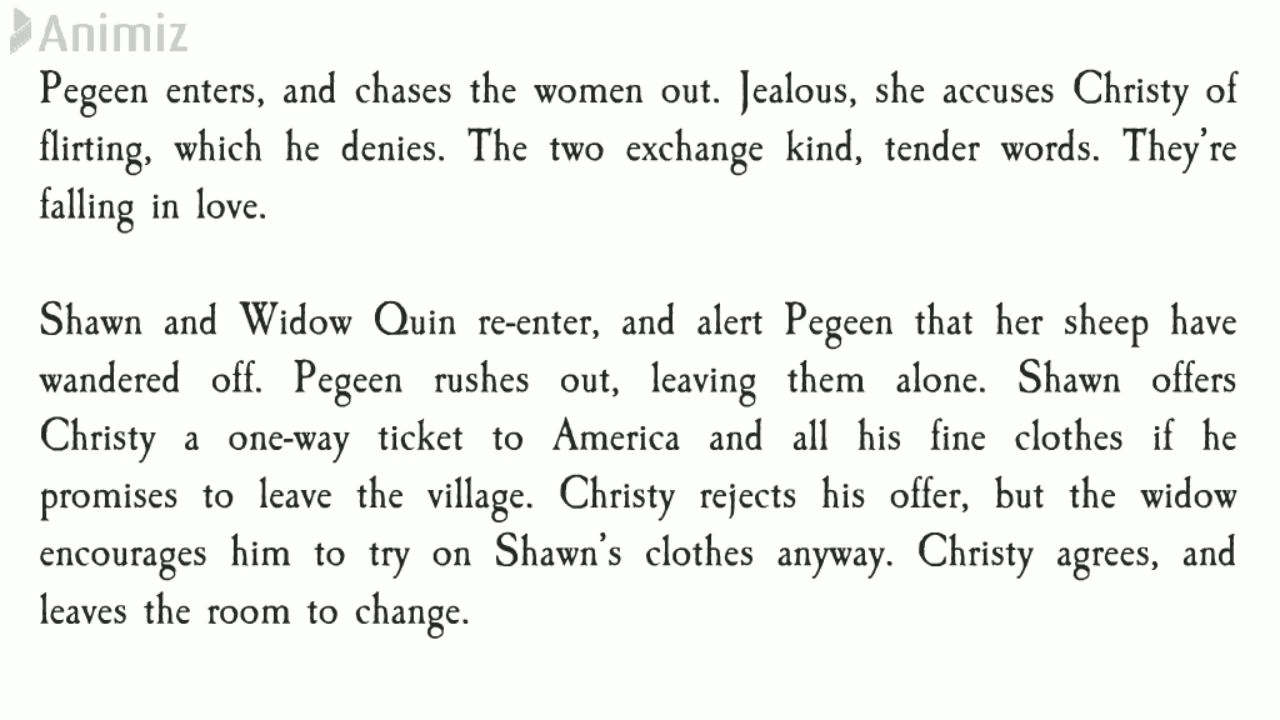 Animiz
Pegeen enters, and chases the women out. Jealous, she accuses Christy of
flirting, which he denies. The two exchange kind, tender words. They’re
falling in love.
Shawn and Widow Quin re-enter, and alert Pegeen that her sheep have
wandered off. Pegeen rushes out, leaving them alone. Shawn offers
Christy a one-way ticket to America and all his fine clothes if he
promises to leave the village. Christy rejects his offer, but the widow
encourages him to try on Shawn’s clothes anyway. Christy agrees, and
leaves the room to change.